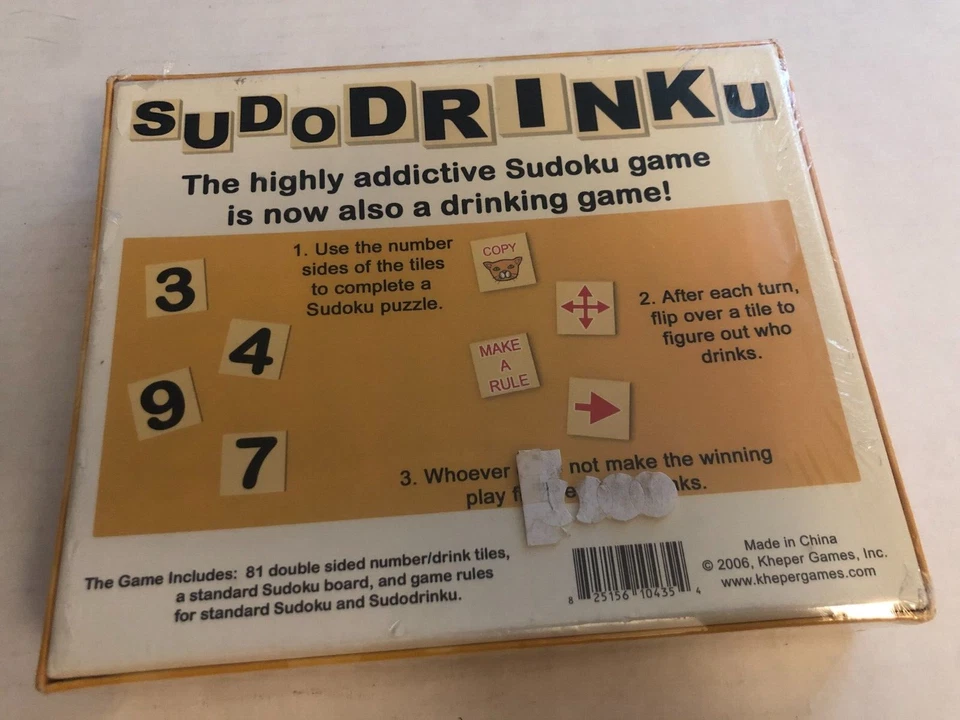 SUDODRINKU
The highly addictive Sudoku game
is now also a drinking game!
1. Use the number
sides of the tiles
to complete a
Sudoku puzzle.
3
4
9
7
COPY
MAKE
A
RULE
2. After each turn,
flip over a tile to
figure out who
drinks.
3. Whoever not make the winning
play
The Game Includes: 81 double sided number/drink tiles,
a standard Sudoku board, and game rules
for standard Sudoku and Sudodrinku.
8 25156 10435 4
Made in China
© 2006, Kheper Games, Inc.
www.khepergames.com